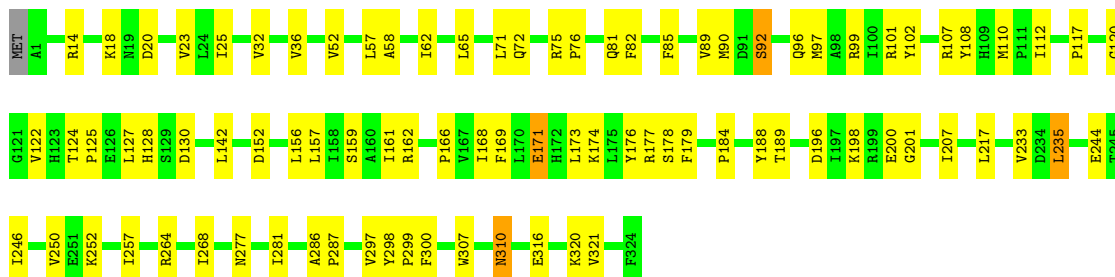 MET A1 R14 K18 N19 D20 V23 L24 I25 V32 V36 V52 L57 A58 I62 L65 L71 Q72 R75 P76 Q81 F82 F85 V89 M90 D91 S92 Q96 M97 A98 R99 I100 R101 Y102 R107 Y108 H109 M110 P111 I112 P117 G120
G121 V122 H123 T124 P125 E126 L127 H128 S129 D130 L142 D152 L156 L157 I158 S159 A160 I161 R162 P166 V167 I168 F169 L170 E171 H172 L173 K174 L175 Y176 R177 S178 F179 P184 Y188 T189 D196 I197 K198 R199 E200 G201 I207 L217 V233 D234 L235 E244 T245
I246 V250 E251 K252 I257 R264 I268 N277 I281 A286 P287 V297 Y298 P299 F300 W307 N310 E316 K320 V321 F324